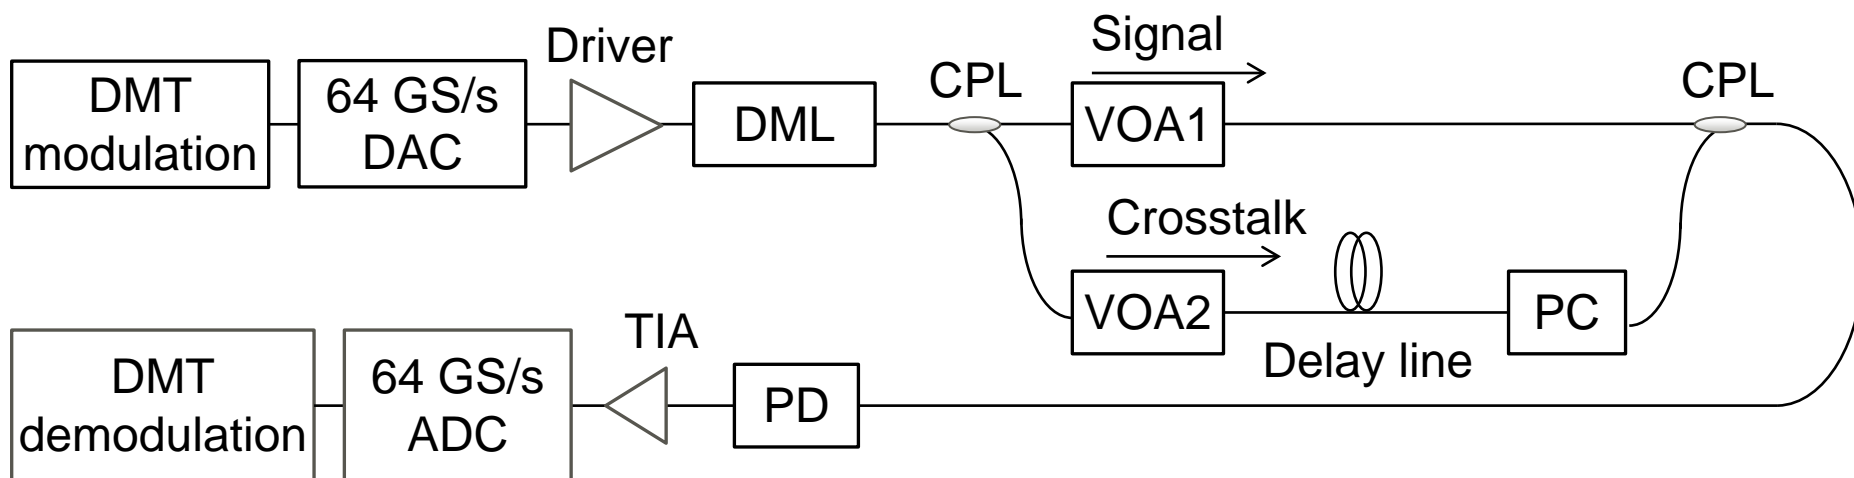 DMT
modulation
64 GS/s
DAC
Driver
DML
CPL
Signal
VOA1
CPL
Crosstalk
VOA2
Delay line
PC
DMT
demodulation
64 GS/s
ADC
TIA
PD